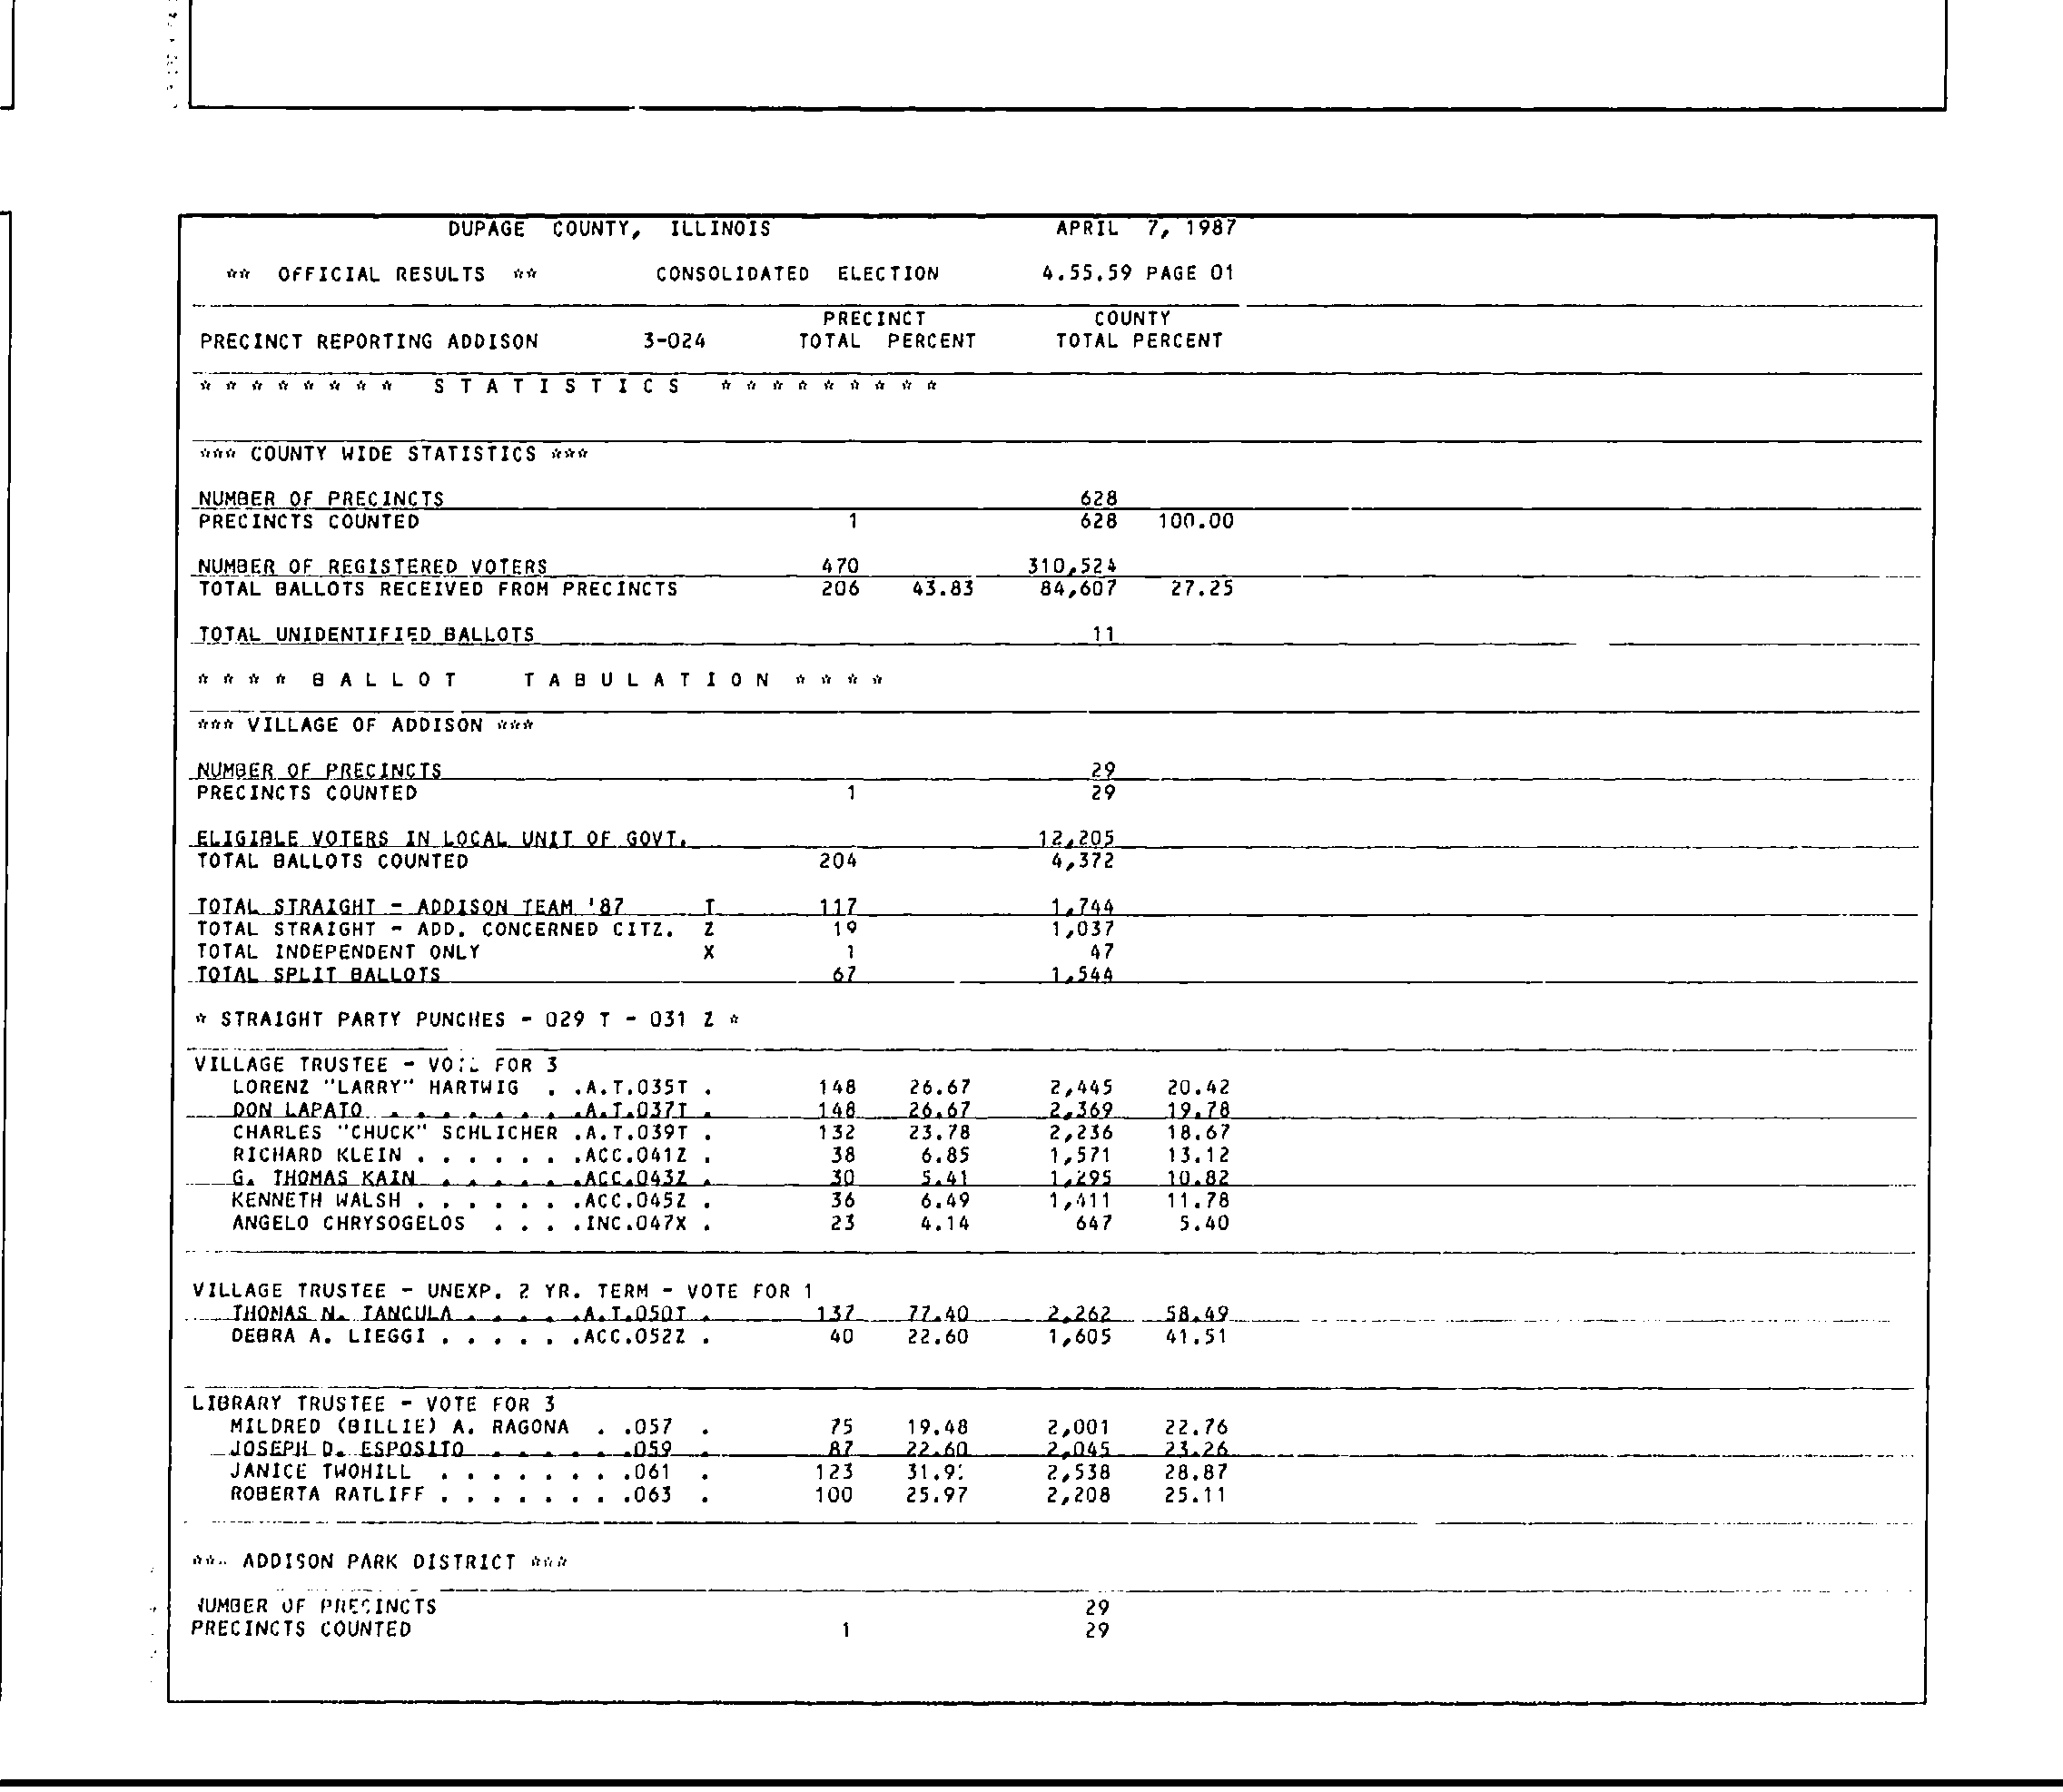 DUPAGE COUNTY, ILLINOIS APRIL 7, 1987
** OFFICIAL RESULTS ** CONSOLIDATED ELECTION 4.55.59 PAGE 01
PRECINCT COUNTY
PRECINCT REPORTING ADDISON 3-024 TOTAL PERCENT TOTAL PERCENT
* * * * * * * * S T A T I S T I C S * * * * * * * * *
*** COUNTY WIDE STATISTICS ***
NUMBER OF PRECINCTS 628
PRECINCTS COUNTED 1 628 100.00
NUMBER OF REGISTERED VOTERS 470 310,524
TOTAL BALLOTS RECEIVED FROM PRECINCTS 206 43.83 84,607 27.25
TOTAL UNIDENTIFIED BALLOTS 11
* * * * B A L L O T T A B U L A T I O N * * * *
*** VILLAGE OF ADDISON ***
NUMBER OF PRECINCTS 29
PRECINCTS COUNTED 1 29
ELIGIBLE VOTERS IN LOCAL UNIT OF GOVT. 12,205
TOTAL BALLOTS COUNTED 204 4,372
TOTAL STRAIGHT - ADDISON TEAM '87 T 117 1,744
TOTAL STRAIGHT - ADD. CONCERNED CITZ. Z 19 1,037
TOTAL INDEPENDENT ONLY X 1 47
TOTAL SPLIT BALLOTS 67 1,544
* STRAIGHT PARTY PUNCHES - 029 T - 031 Z *
VILLAGE TRUSTEE - FOR 3
LORENZ "LARRY" HARTWIG . .A.T.035T . 148 26.67 2,445 20.42
DON LAPATO . . . . . . . .A.T.037T . 148 26.67 2,369 19.78
CHARLES "CHUCK" SCHLICHER .A.T.039T . 132 23.78 2,236 18.67
RICHARD KLEIN . . . . . . .ACC.041Z . 38 6.85 1,571 13.12
G. THOMAS KAIN . . . . . .ACC.043Z . 30 5.41 1,295 10.82
KENNETH WALSH . . . . . . .ACC.045Z . 36 6.49 1,411 11.78
ANGELO CHRYSOGELOS . . . .INC.047X . 23 4.14 647 5.40
VILLAGE TRUSTEE - UNEXP. 2 YR. TERM - VOTE FOR 1
THOMAS N. TANCULA . . . . .A.T.050T . 137 77.40 2,262 58.49
DEBRA A. LIEGGI . . . . . .ACC.052Z . 40 22.60 1,605 41.51
LIBRARY TRUSTEE - VOTE FOR 3
MILDRED (BILLIE) A. RAGONA . .057 . 75 19.48 2,001 22.76
JOSEPH D. ESPOSITO . . . . . .059 . 87 22.60 2,045 23.26
JANICE TWOHILL . . . . . . . .061 . 123 2,538 28.87
ROBERTA RATLIFF . . . . . . . .063 . 100 25.97 2,208 25.11
*** ADDISON PARK DISTRICT ***
NUMBER OF PRECINCTS 29
PRECINCTS COUNTED 1 29